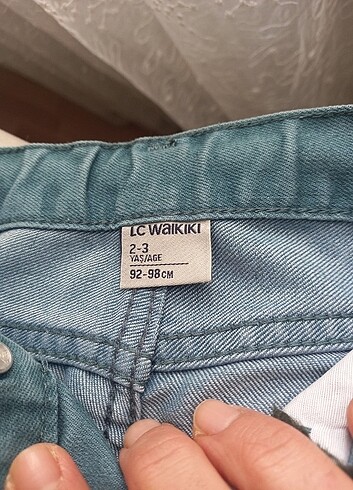 LC WAIKIKI
2-3
YAŞ/AGE
92-98CM